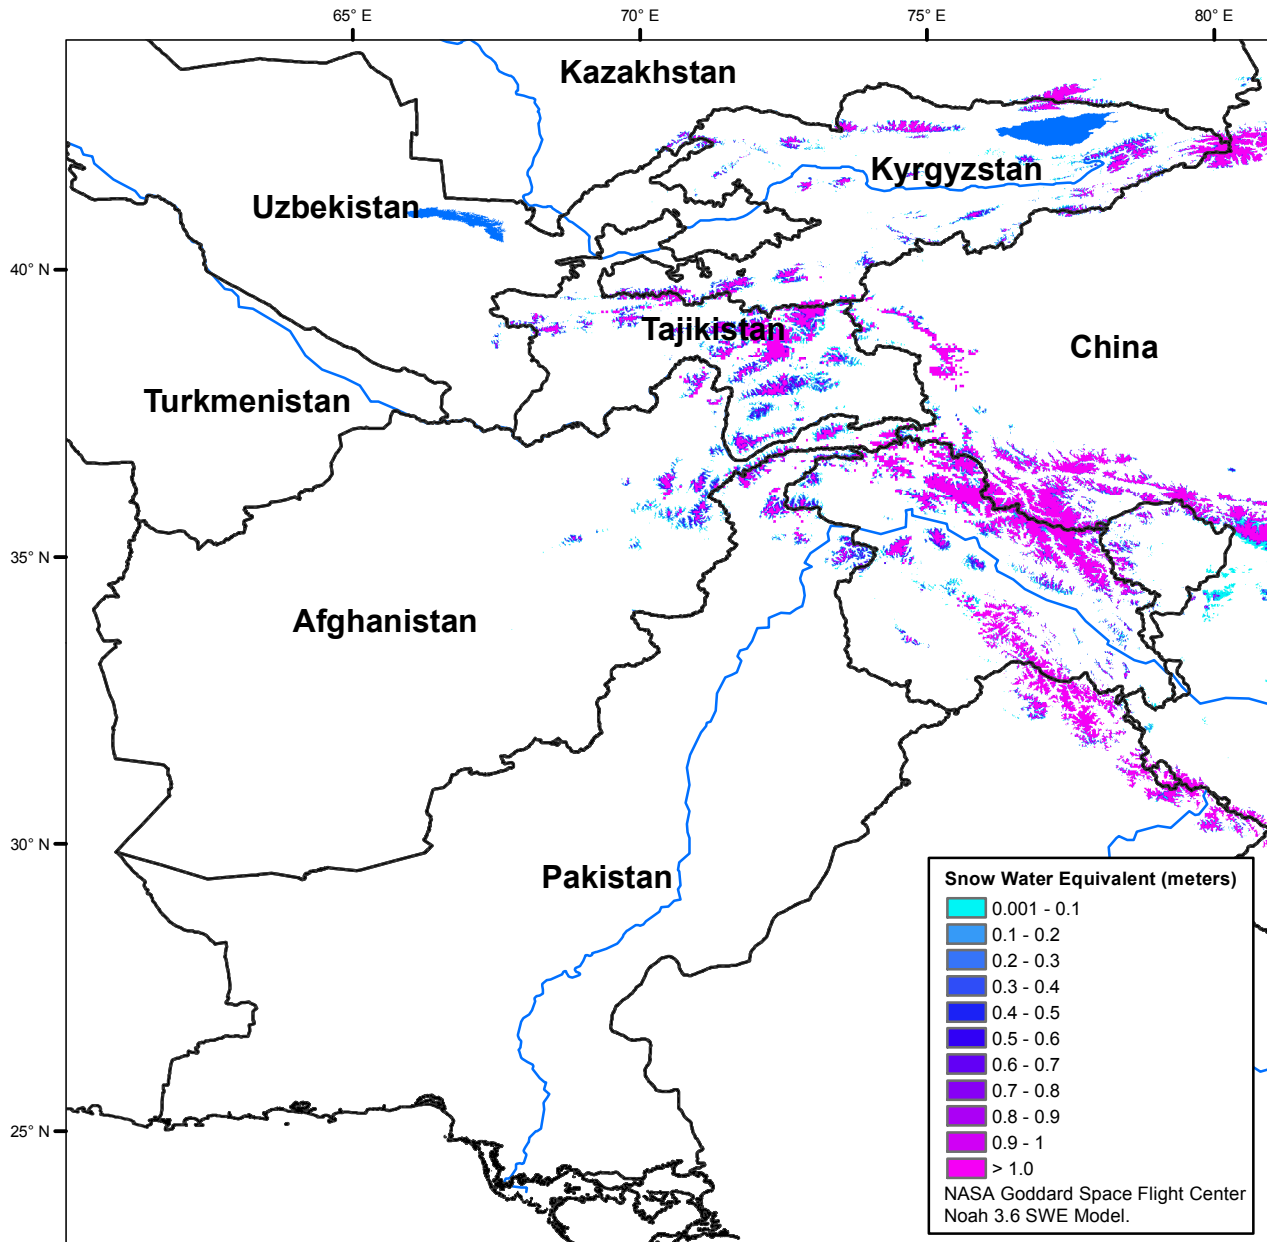 65° E
70° E
75° E
80° E
Kazakhstan
Kyrgyzstan
Uzbekistan
40° N
Tajikistan
China
Turkmenistan
35° N
Afghanistan
30° N
Pakistan
25° N
Snow Water Equivalent (meters)
0.001 - 0.1
0.1 - 0.2
0.2 - 0.3
0.3 - 0.4
0.4 - 0.5
0.5 - 0.6
0.6 - 0.7
0.7 - 0.8
0.8 - 0.9
0.9 - 1
> 1.0
NASA Goddard Space Flight Center
Noah 3.6 SWE Model.